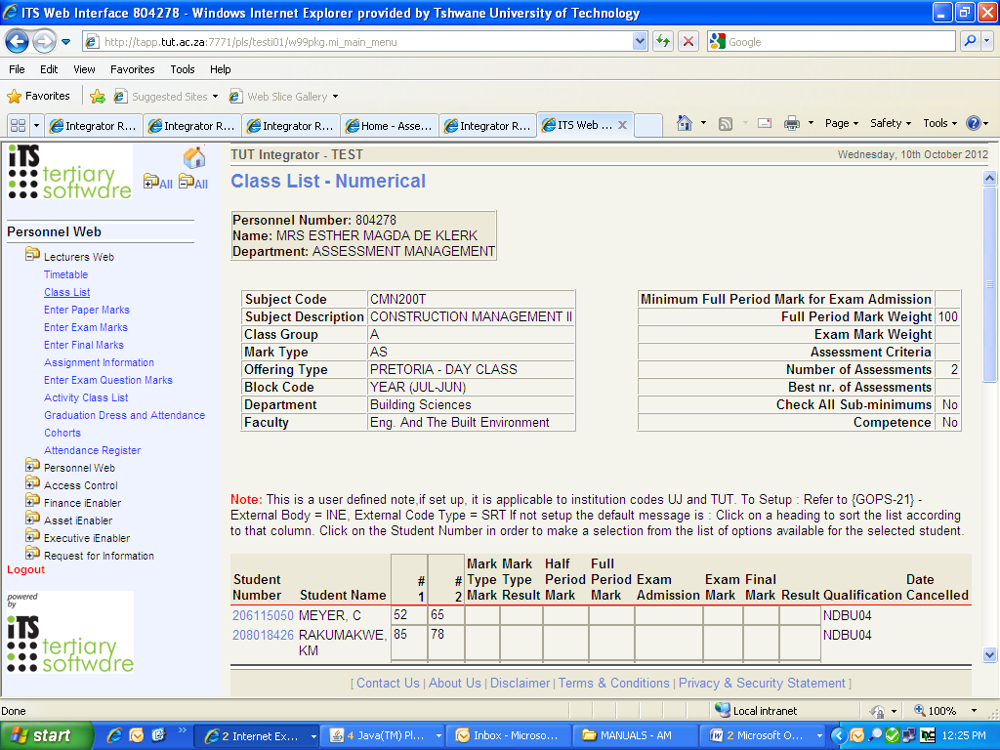 ITS Web Interface 804278 - Windows Internet Explorer provided by Tshwane University of Technology
http://tapp.tut.ac.za:7771/pls/testi01/w99pkg.mi_main_menu
Google
File Edit View Favorites Tools Help
Favorites Suggested Sites Web Slice Gallery
Integrator R... Integrator R... Integrator R... Home - Asse... Integrator R... ITS Web ... Page Safety Tools
iTS tertiary software
All All
TUT Integrator - TEST Wednesday, 10th October 2012
Class List - Numerical
Personnel Web
Lecturers Web
Timetable
Class List
Enter Paper Marks
Enter Exam Marks
Enter Final Marks
Assignment Information
Enter Exam Question Marks
Activity Class List
Graduation Dress and Attendance
Cohorts
Attendance Register
Personnel Web
Access Control
Finance iEnabler
Asset iEnabler
Executive iEnabler
Request for Information
Logout
powered
by
iTS
tertiary
software
Personnel Number: 804278
Name: MRS ESTHER MAGDA DE KLERK
Department: ASSESSMENT MANAGEMENT
Subject Code CMN200T
Subject Description CONSTRUCTION MANAGEMENT II
Class Group A
Mark Type AS
Offering Type PRETORIA - DAY CLASS
Block Code YEAR (JUL-JUN)
Department Building Sciences
Faculty Eng. And The Built Environment
Minimum Full Period Mark for Exam Admission
Full Period Mark Weight 100
Exam Mark Weight
Assessment Criteria
Number of Assessments 2
Best nr. of Assessments
Check All Sub-minimums No
Competence No
Note: This is a user defined note,if set up, it is applicable to institution codes UJ and TUT. To Setup : Refer to {GOPS-21} -
External Body = INE, External Code Type = SRT If not setup the default message is : Click on a heading to sort the list according
to that column. Click on the Student Number in order to make a selection from the list of options available for the selected student.
Student Number Student Name # 1 # 2 Mark Type Mark Mark Type Result Half Period Mark Full Period Mark Exam Admission Exam Mark Final Mark Result Qualification Date Cancelled
206115050 MEYER, C 52 65 NDBU04
208018426 RAKUMAKWE, KM 85 78 NDBU04
[ Contact Us | About Us | Disclaimer | Terms & Conditions | Privacy & Security Statement ]
Done Local intranet 100%
start 2 Internet Ex... 4 Java(TM) Pl... Inbox - Microso... MANUALS - AM 2 Microsoft O... 12:25 PM